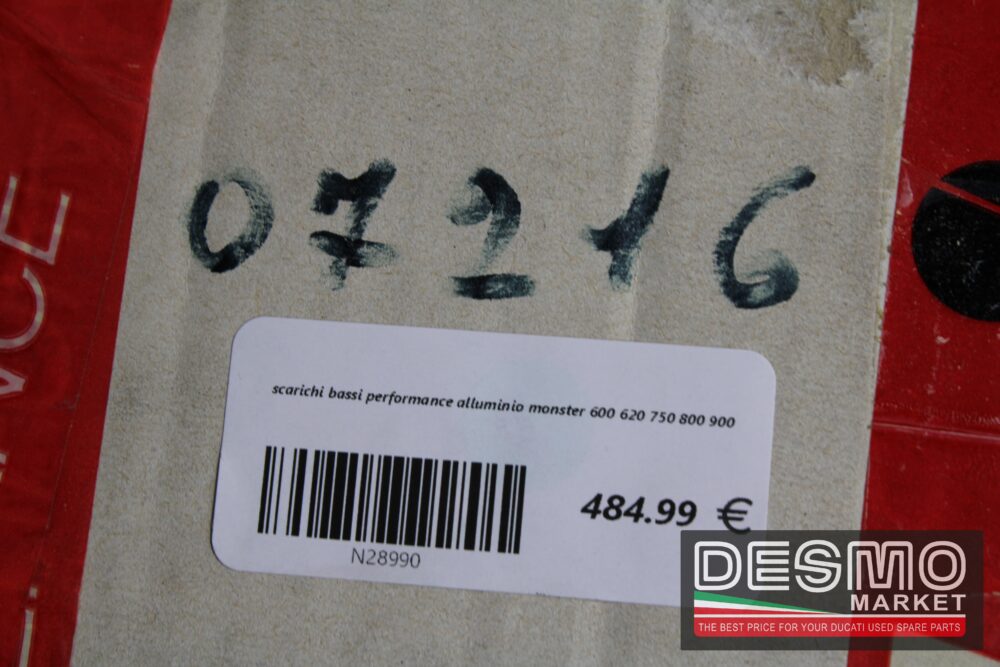 07216
scarichi bassi performance alluminio monster 600 620 750 800 900
484.99 €
N28990
DESMO
MARKET
THE BEST PRICE FOR YOUR DUCATI USED SPARE PARTS